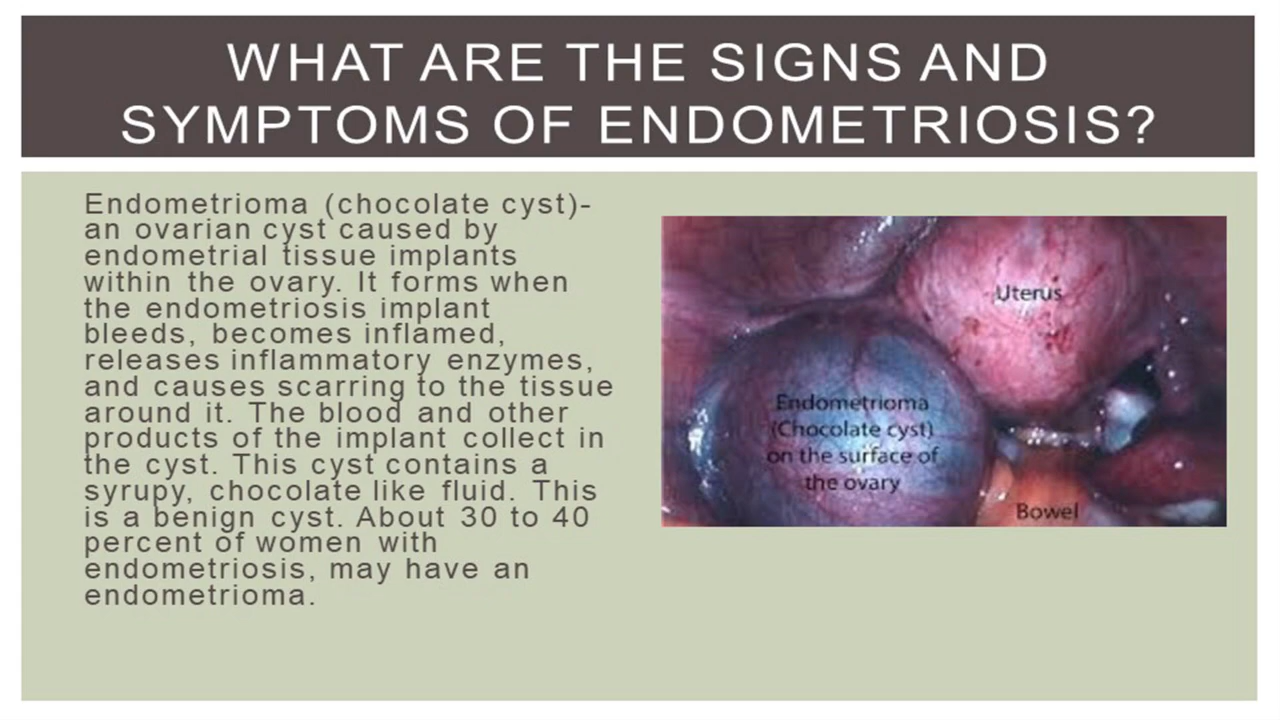 WHAT ARE THE SIGNS AND
SYMPTOMS OF ENDOMETRIOSIS?
Endometrioma (chocolate cyst)-
an ovarian cyst caused by
endometrial tissue implants
within the ovary. It forms when
the endometriosis implant
bleeds, becomes inflamed,
releases inflammatory enzymes,
and causes scarring to the tissue
around it. The blood and other
products of the implant collect in
the cyst. This cyst contains a
syrupy, chocolate like fluid. This
is a benign cyst. About 30 to 40
percent of women with
endometriosis, may have an
endometrioma.
Uterus
Endometrioma
(Chocolate cyst)
on the surface of
the ovary
Bowel